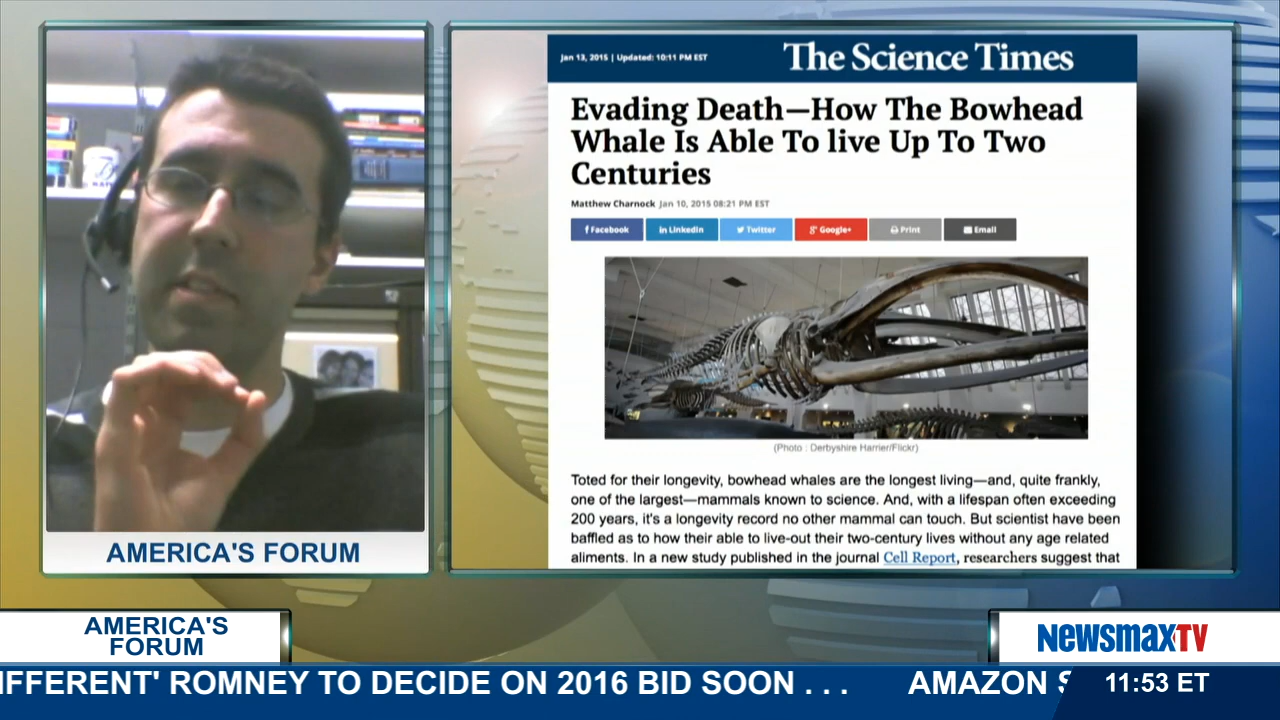 Jan 13, 2015 | Updated: 10:11 PM EST
The Science Times
Evading Death—How The Bowhead
Whale Is Able To live Up To Two
Centuries
Matthew Charnock Jan 10, 2015 08:21 PM EST
f Facebook
in LinkedIn
Twitter
g+ Google+
Print
Email
(Photo : Derbyshire Harrier/Flickr)
Toted for their longevity, bowhead whales are the longest living—and, quite frankly,
one of the largest—mammals known to science. And, with a lifespan often exceeding
200 years, it's a longevity record no other mammal can touch. But scientist have been
baffled as to how their able to live-out their two-century lives without any age related
aliments. In a new study published in the journal Cell Report, researchers suggest that
AMERICA'S FORUM
AMERICA'S
FORUM
NEWSMAXTV
IFFERENT' ROMNEY TO DECIDE ON 2016 BID SOON . . . AMAZON S
11:53 ET